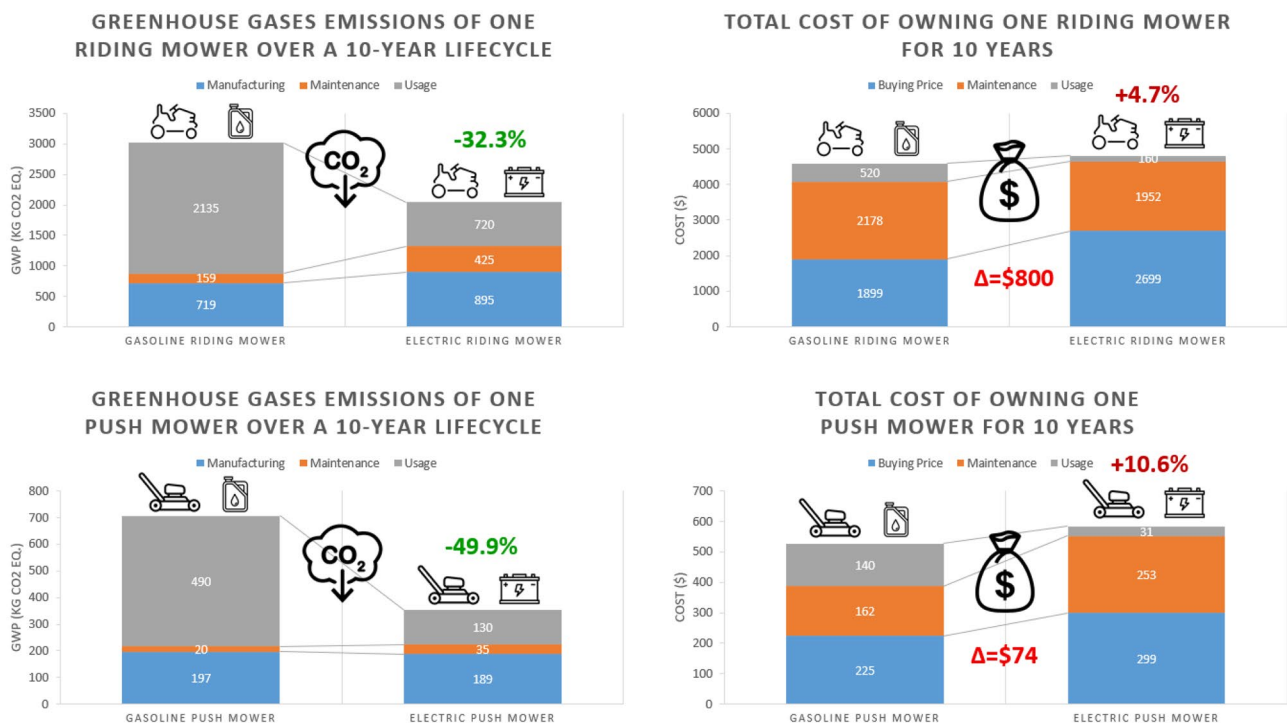 GREENHOUSE GASES EMISSIONS OF ONE
RIDING MOWER OVER A 10-YEAR LIFECYCLE
Manufacturing Maintenance Usage
-32.3%
3500
3000
2500
2000
1500
1000
500
0
GWP (KG CO2 EQ.)
CO2
2135
159
719
720
425
895
GASOLINE RIDING MOWER
ELECTRIC RIDING MOWER
TOTAL COST OF OWNING ONE RIDING MOWER
FOR 10 YEARS
Buying Price Maintenance Usage
+4.7%
6000
5000
4000
3000
2000
1000
0
COST ($)
$
520
2178
1899
160
1952
2699
Δ=$800
GASOLINE RIDING MOWER
ELECTRIC RIDING MOWER
GREENHOUSE GASES EMISSIONS OF ONE
PUSH MOWER OVER A 10-YEAR LIFECYCLE
Manufacturing Maintenance Usage
-49.9%
800
700
600
500
400
300
200
100
0
GWP (KG CO2 EQ.)
CO2
490
20
197
130
35
189
GASOLINE PUSH MOWER
ELECTRIC PUSH MOWER
TOTAL COST OF OWNING ONE
PUSH MOWER FOR 10 YEARS
Buying Price Maintenance Usage
+10.6%
700
600
500
400
300
200
100
0
COST ($)
$
140
162
225
31
253
299
Δ=$74
GASOLINE PUSH MOWER
ELECTRIC PUSH MOWER